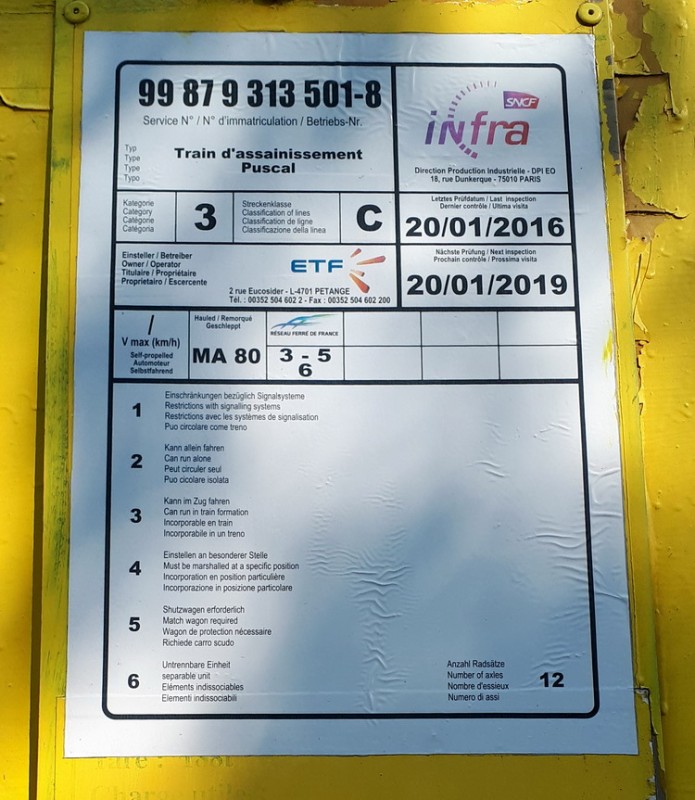 99 87 9 313 501-8
Service N° / N° d'immatriculation / Betriebs-Nr.
SNCF
infra
Direction Production Industrielle - DPI EO
18, rue Dunkerque - 75010 PARIS
Typ
Type
Type
Typo
Train d'assainissement
Puscal
Kategorie
Category
Catégorie
Catégoria
3
Streckenklasse
Classification of lines
Classification de ligne
Classificazione della linea
C
Letztes Prüfdatum / Last inspection
Dernier contrôle / Ultima visita
20/01/2016
Einsteller / Betreiber
Owner / Operator
Titulaire / Propriétaire
Proprietairo / Escercente
ETF
2 rue Eucosider - L-4701 PETANGE
Tél. : 00352 504 602 2 - Fax : 00352 504 602 200
Nächste Prüfung / Next inspection
Prochain contrôle / Prossima visita
20/01/2019
/
V max (km/h)
Self-propelled
Automoteur
Selbstfahrend
Hauled / Remorqué
Geschleppt
MA 80
RÉSEAU FERRÉ DE FRANCE
3 - 5
6
1
Einschränkungen bezüglich Signalsysteme
Restrictions with signalling systems
Restrictions avec les systèmes de signalisation
Puo circolare come treno
2
Kann allein fahren
Can run alone
Peut circuler seul
Puo cicolare isolata
3
Kann im Zug fahren
Can run in train formation
Incorporable en train
Incorporabile in un treno
4
Einstellen an besonderer Stelle
Must be marshalled at a specific position
Incorporation en position particulière
Incorporazione in posizione particolare
5
Shutzwagen erforderlich
Match wagon required
Wagon de protection nécessaire
Richiede carro scudo
6
Untrennbare Einheit
separable unit
Eléments indissociables
Elementi indissociabili
Anzahl Radsätze
Number of axles
Nombre d'essieux
Numero di assi
12
Charge utile